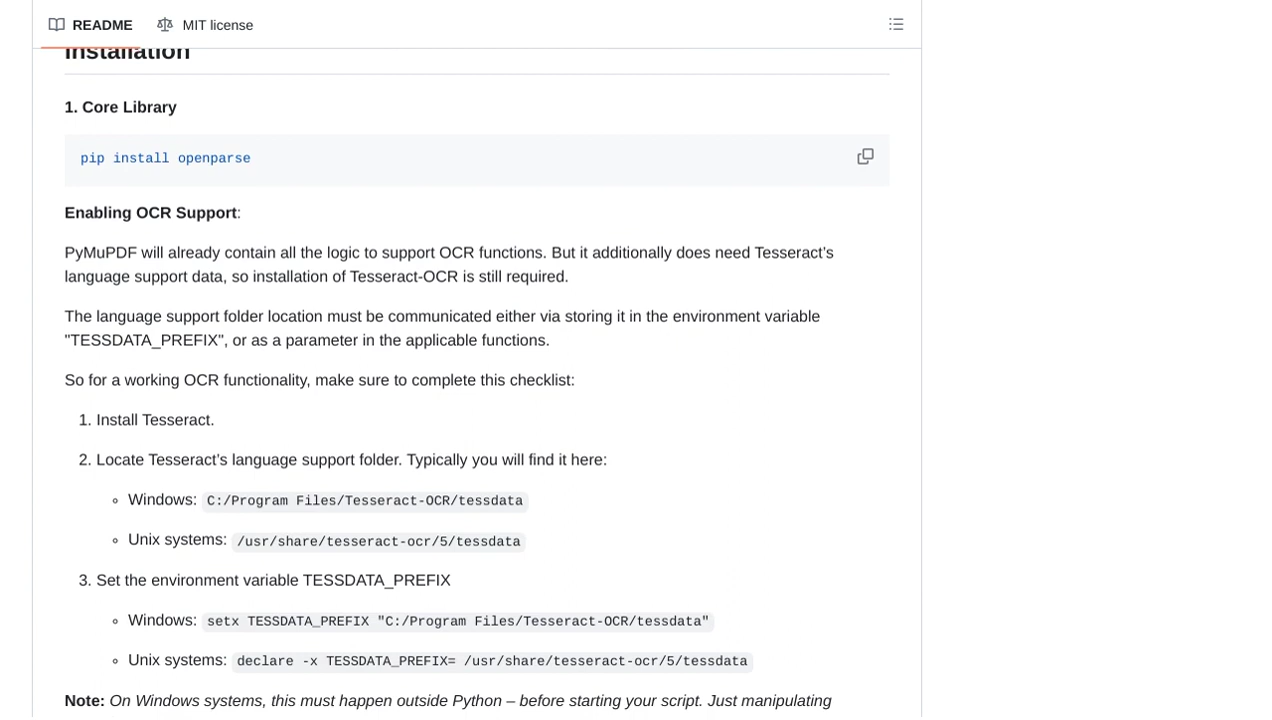 README
MIT license
Installation
1. Core Library
pip install openparse
Enabling OCR Support:
PyMuPDF will already contain all the logic to support OCR functions. But it additionally does need Tesseract’s
language support data, so installation of Tesseract-OCR is still required.
The language support folder location must be communicated either via storing it in the environment variable
"TESSDATA_PREFIX", or as a parameter in the applicable functions.
So for a working OCR functionality, make sure to complete this checklist:
1. Install Tesseract.
2. Locate Tesseract’s language support folder. Typically you will find it here:
◦ Windows: C:/Program Files/Tesseract-OCR/tessdata
◦ Unix systems: /usr/share/tesseract-ocr/5/tessdata
3. Set the environment variable TESSDATA_PREFIX
◦ Windows: setx TESSDATA_PREFIX "C:/Program Files/Tesseract-OCR/tessdata"
◦ Unix systems: declare -x TESSDATA_PREFIX= /usr/share/tesseract-ocr/5/tessdata
Note: On Windows systems, this must happen outside Python – before starting your script. Just manipulating